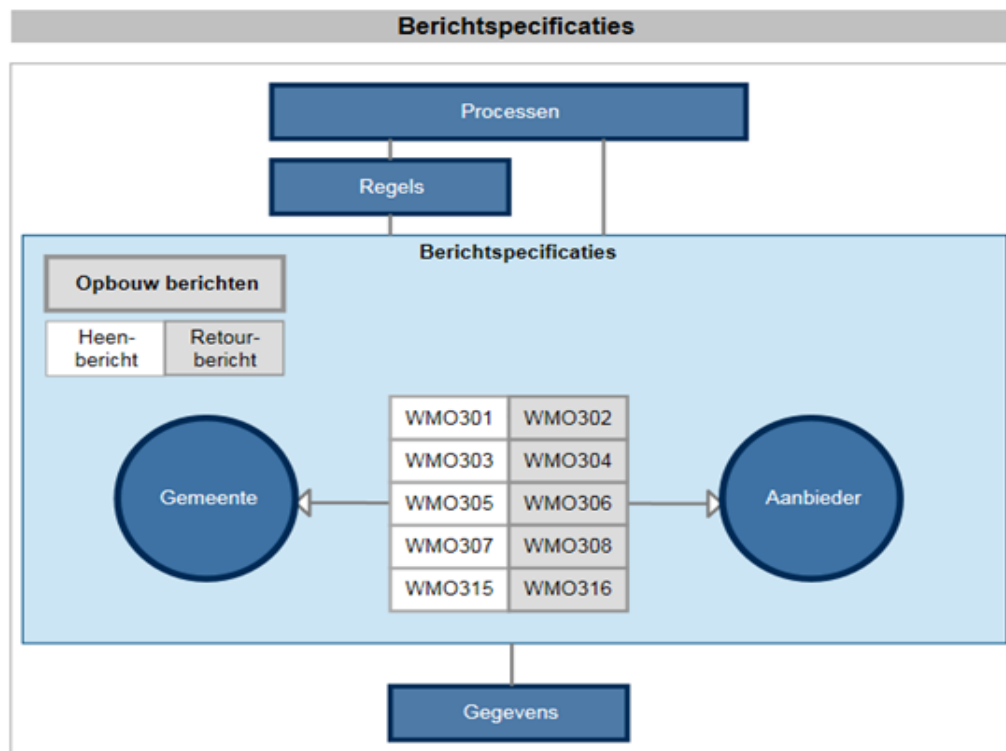 Berichtspecificaties
Processen
Regels
Berichtspecificaties
Opbouw berichten
Heen-
bericht
Retour-
bericht
WMO301 WMO302
WMO303 WMO304
Gemeente
WMO305 WMO306
Aanbieder
WMO307 WMO308
WMO315 WMO316
Gegevens